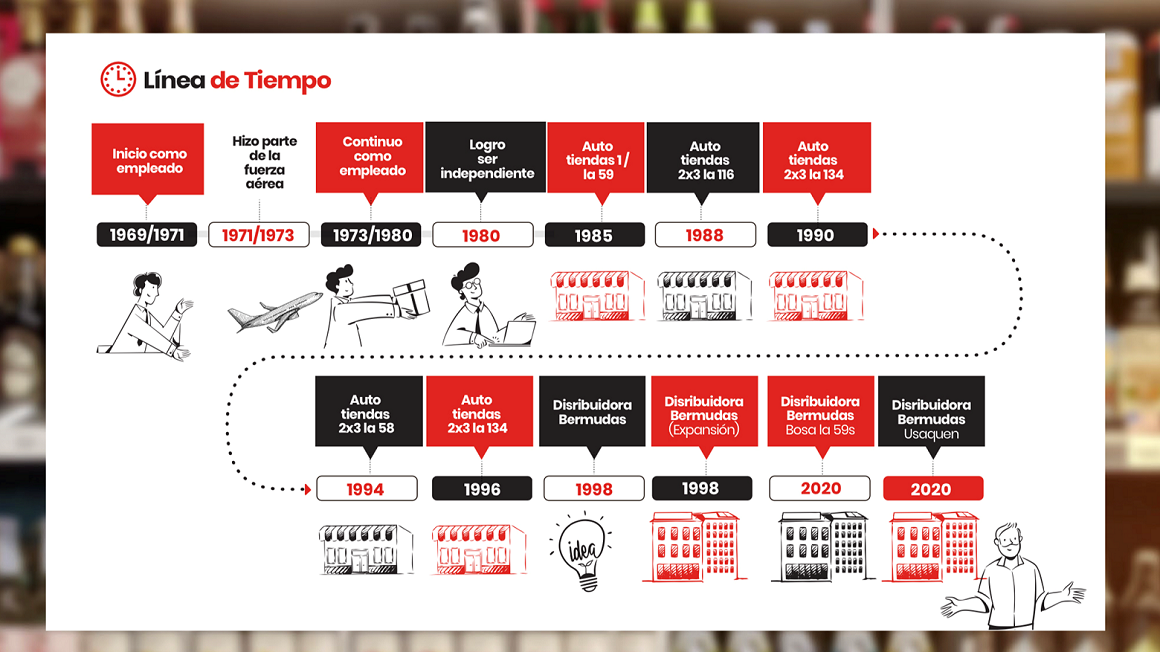 Línea de Tiempo
Inicio como
empleado
Hizo parte
de la
fuerza
aérea
Continuo
como
empleado
Logro
ser
independiente
Auto
tiendas 1 /
la 59
Auto
tiendas
2x3 la 116
Auto
tiendas
2x3 la 134
1969/1971
1971/1973
1973/1980
1980
1985
1988
1990
Auto
tiendas
2x3 la 58
Auto
tiendas
2x3 la 134
Disribuidora
Bermudas
Disribuidora
Bermudas
(Expansión)
Disribuidora
Bermudas
Bosa la 59s
Disribuidora
Bermudas
Usaquen
1994
1996
1998
1998
2020
2020
idea